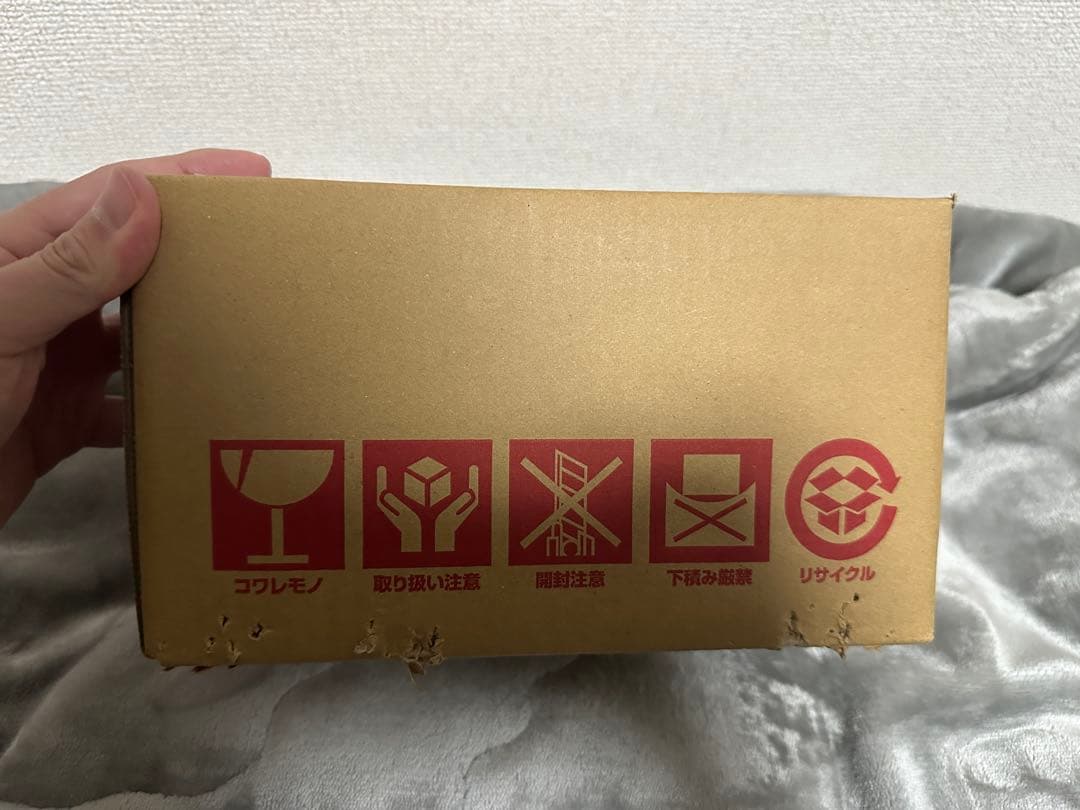 コワレモノ
取り扱い注意
開封注意
下積み厳禁
リサイクル